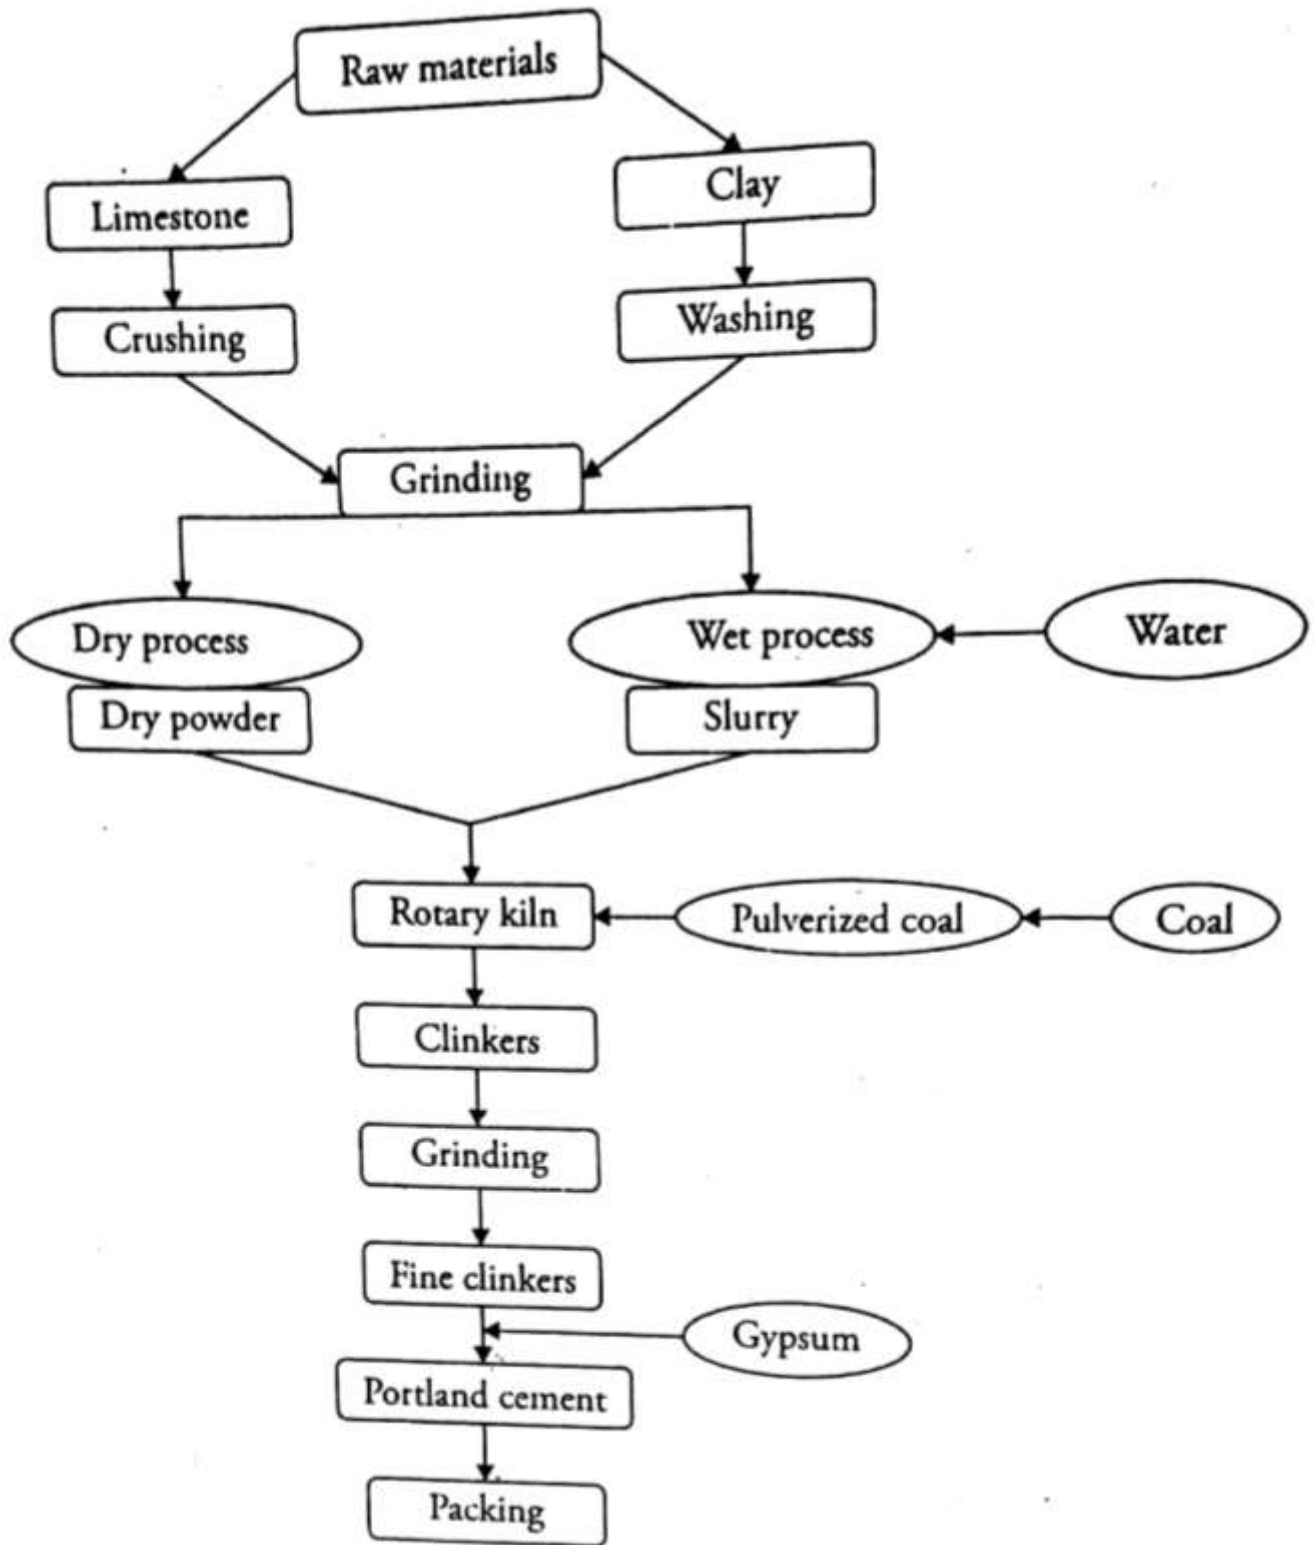 Raw materials
Limestone
Clay
Crushing
Washing
Grinding
Dry process
Wet process
Water
Dry powder
Slurry
Rotary kiln
Pulverized coal
Coal
Clinkers
Grinding
Fine clinkers
Gypsum
Portland cement
Packing